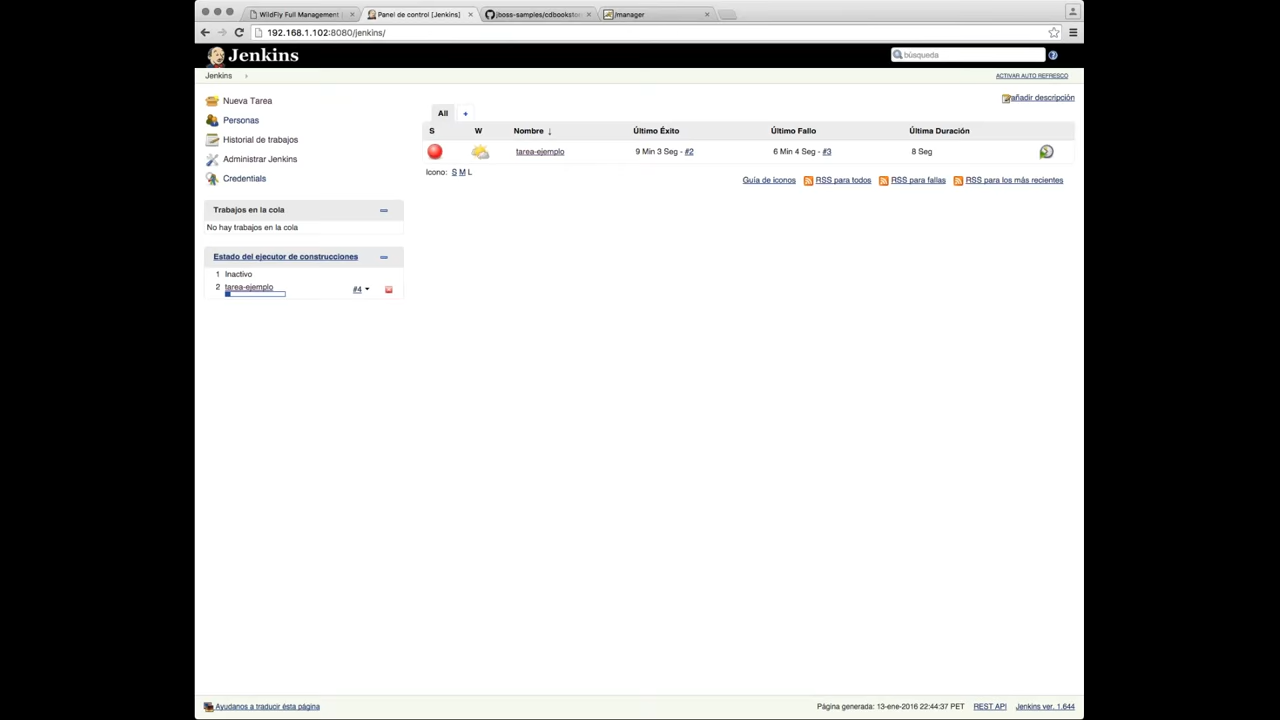 WildFly Full Management
Panel de control [Jenkins]
jboss-samples/cdbooksto
/manager
192.168.1.102:8080/jenkins/
Jenkins
búsqueda
Jenkins
ACTIVAR AUTO REFRESCO
Nueva Tarea
Personas
Historial de trabajos
Administrar Jenkins
Credentials
Trabajos en la cola
No hay trabajos en la cola
Estado del ejecutor de construcciones
1 Inactivo
2 tarea-ejemplo #4
añadir descripción
All +
S W Nombre ↓ Último Éxito Último Fallo Última Duración
tarea-ejemplo 9 Min 3 Seg - #2 6 Min 4 Seg - #3 8 Seg
Icono: S M L
Guía de iconos RSS para todos RSS para fallas RSS para los más recientes
Ayudanos a traducir ésta página
Página generada: 13-ene-2016 22:44:37 PET REST API Jenkins ver. 1.644